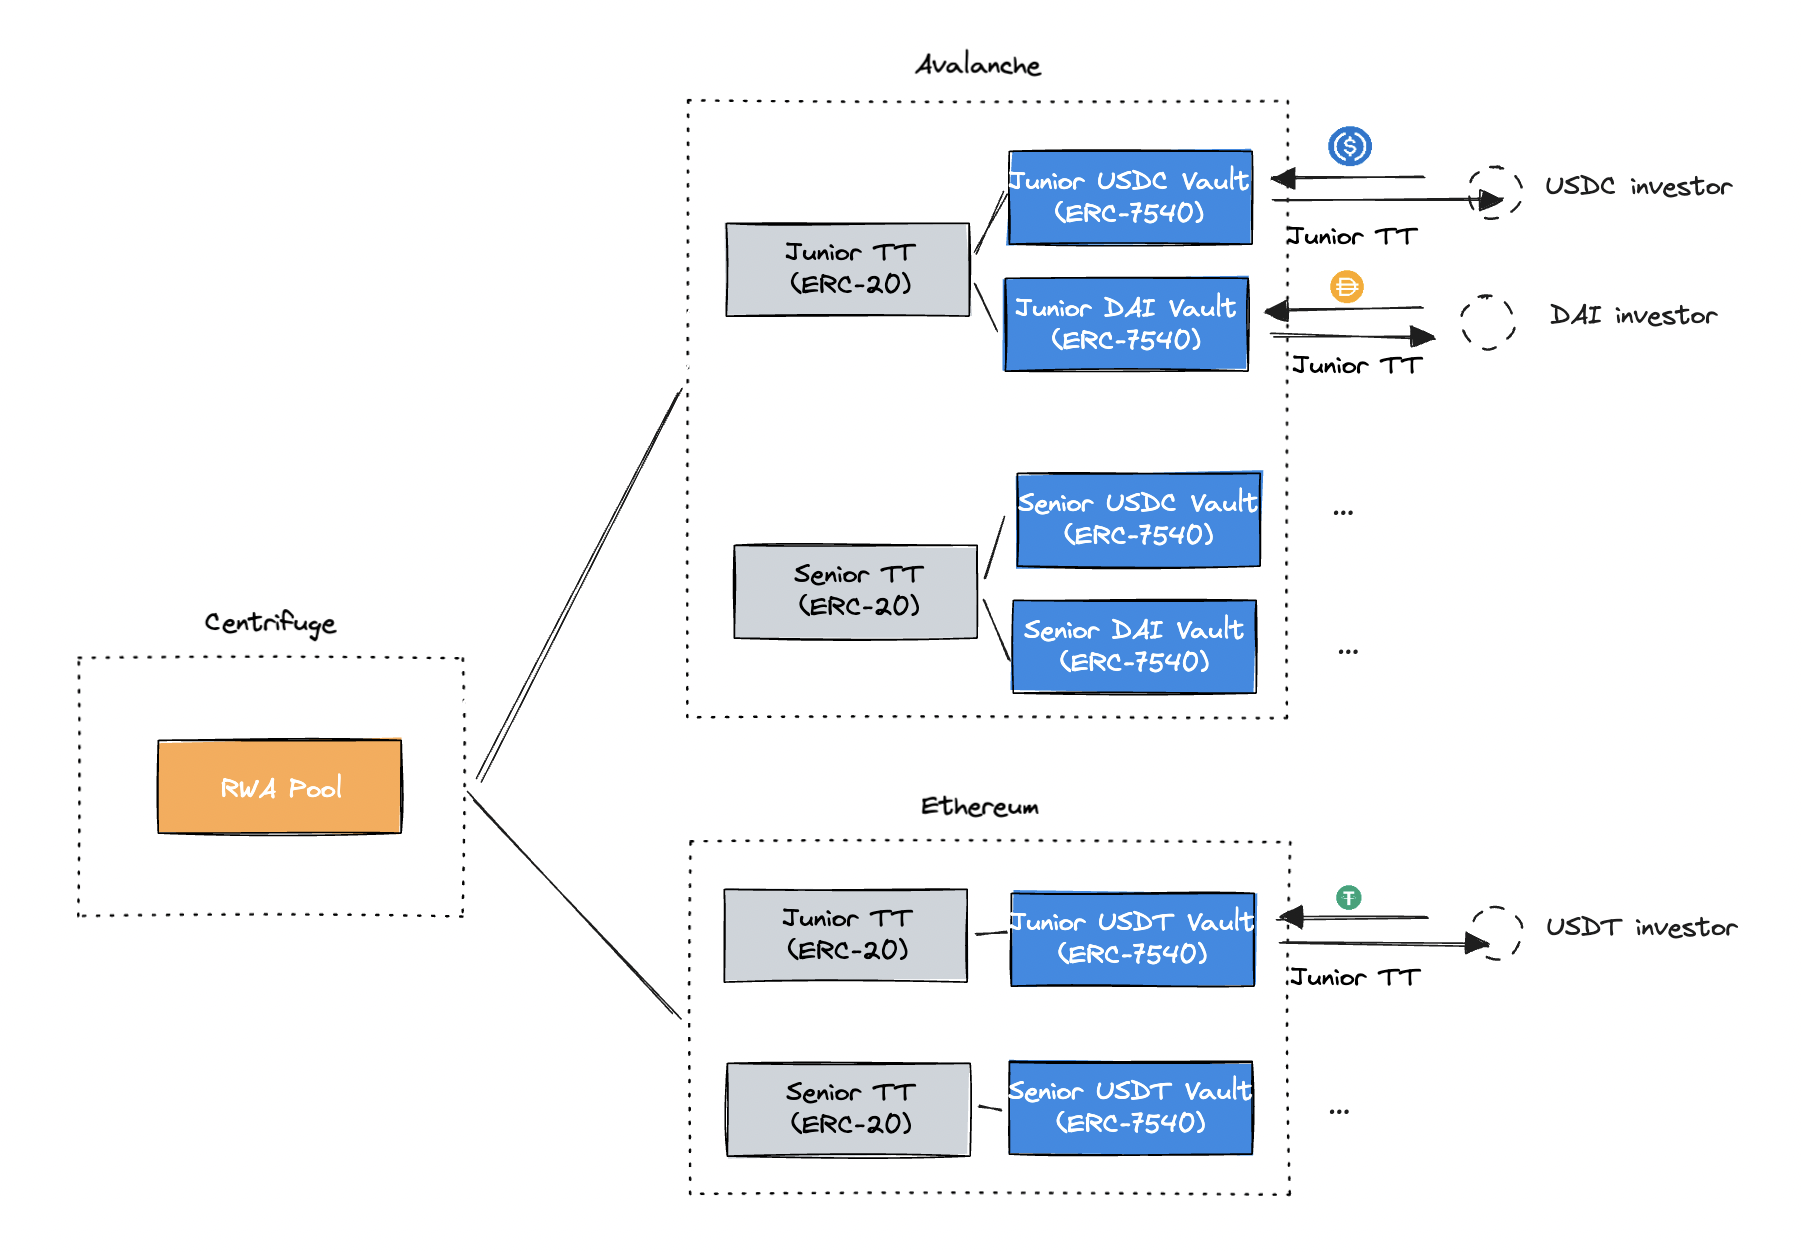 Avalanche
Junior USDC Vault
(ERC-7540)
USDC investor
Junior TT
Junior TT
(ERC-20)
Junior DAI Vault
(ERC-7540)
DAI investor
Junior TT
Senior USDC Vault
(ERC-7540)
...
Senior TT
(ERC-20)
Senior DAI Vault
(ERC-7540)
...
Centrifuge
RWA Pool
Ethereum
Junior TT
(ERC-20)
Junior USDT Vault
(ERC-7540)
USDT investor
Junior TT
Senior TT
(ERC-20)
Senior USDT Vault
(ERC-7540)
...